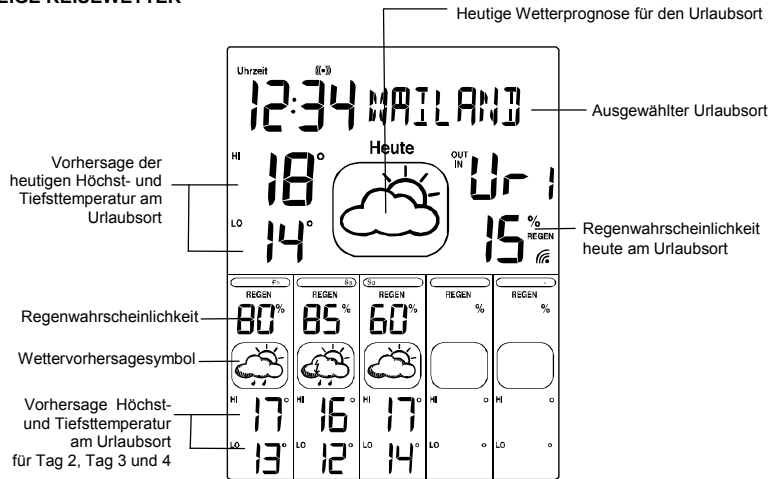 Heutige Wetterprognose für den Urlaubsort
Uhrzeit
12:34 MAILAND
Ausgewählter Urlaubsort
Heute
Vorhersage der
heutigen Höchst- und
Tiefsttemperatur am
Urlaubsort
HI 18°
OUT
IN
Ur 1
LO 14°
15% REGEN
Regenwahrscheinlichkeit
heute am Urlaubsort
Fr Sa So
REGEN REGEN REGEN REGEN REGEN
Regenwahrscheinlichkeit
80% 85% 60% % %
Wettervorhersagesymbol
Vorhersage Höchst-
und Tiefsttemperatur
am Urlaubsort
für Tag 2, Tag 3 und 4
HI 17° HI 16° HI 17° HI ° HI °
LO 13° LO 12° LO 14° LO ° LO °